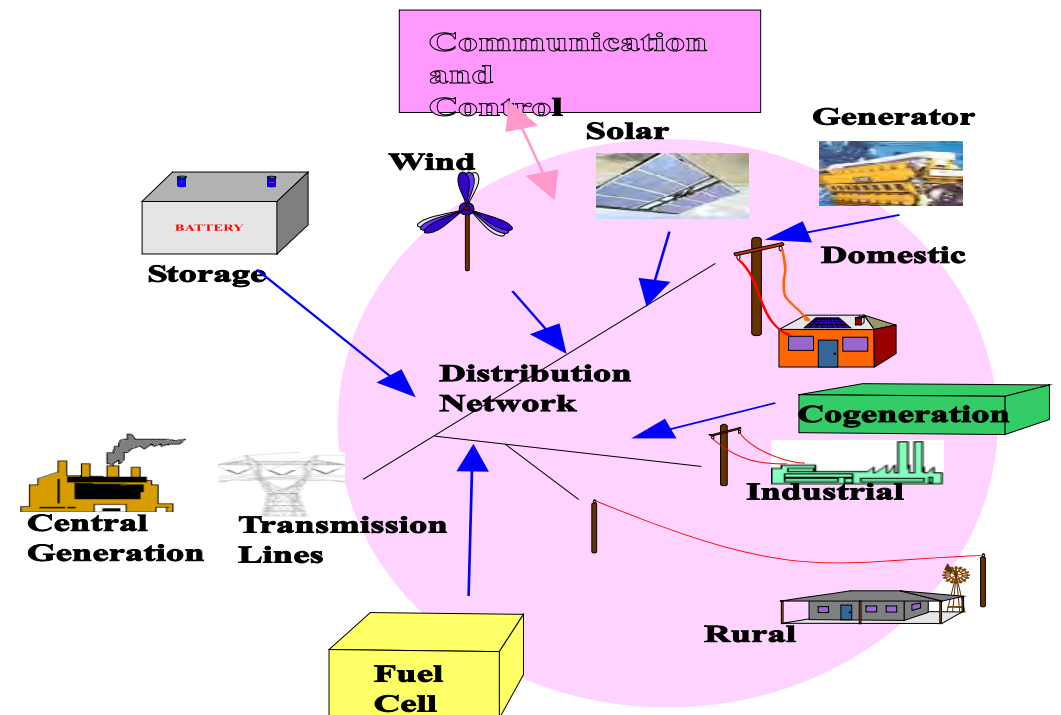 Communication
and
Control
Generator
Solar
Wind
BATTERY
Storage
Domestic
Distribution
Network
Cogeneration
Industrial
Central
Generation
Transmission
Lines
Rural
Fuel
Cell